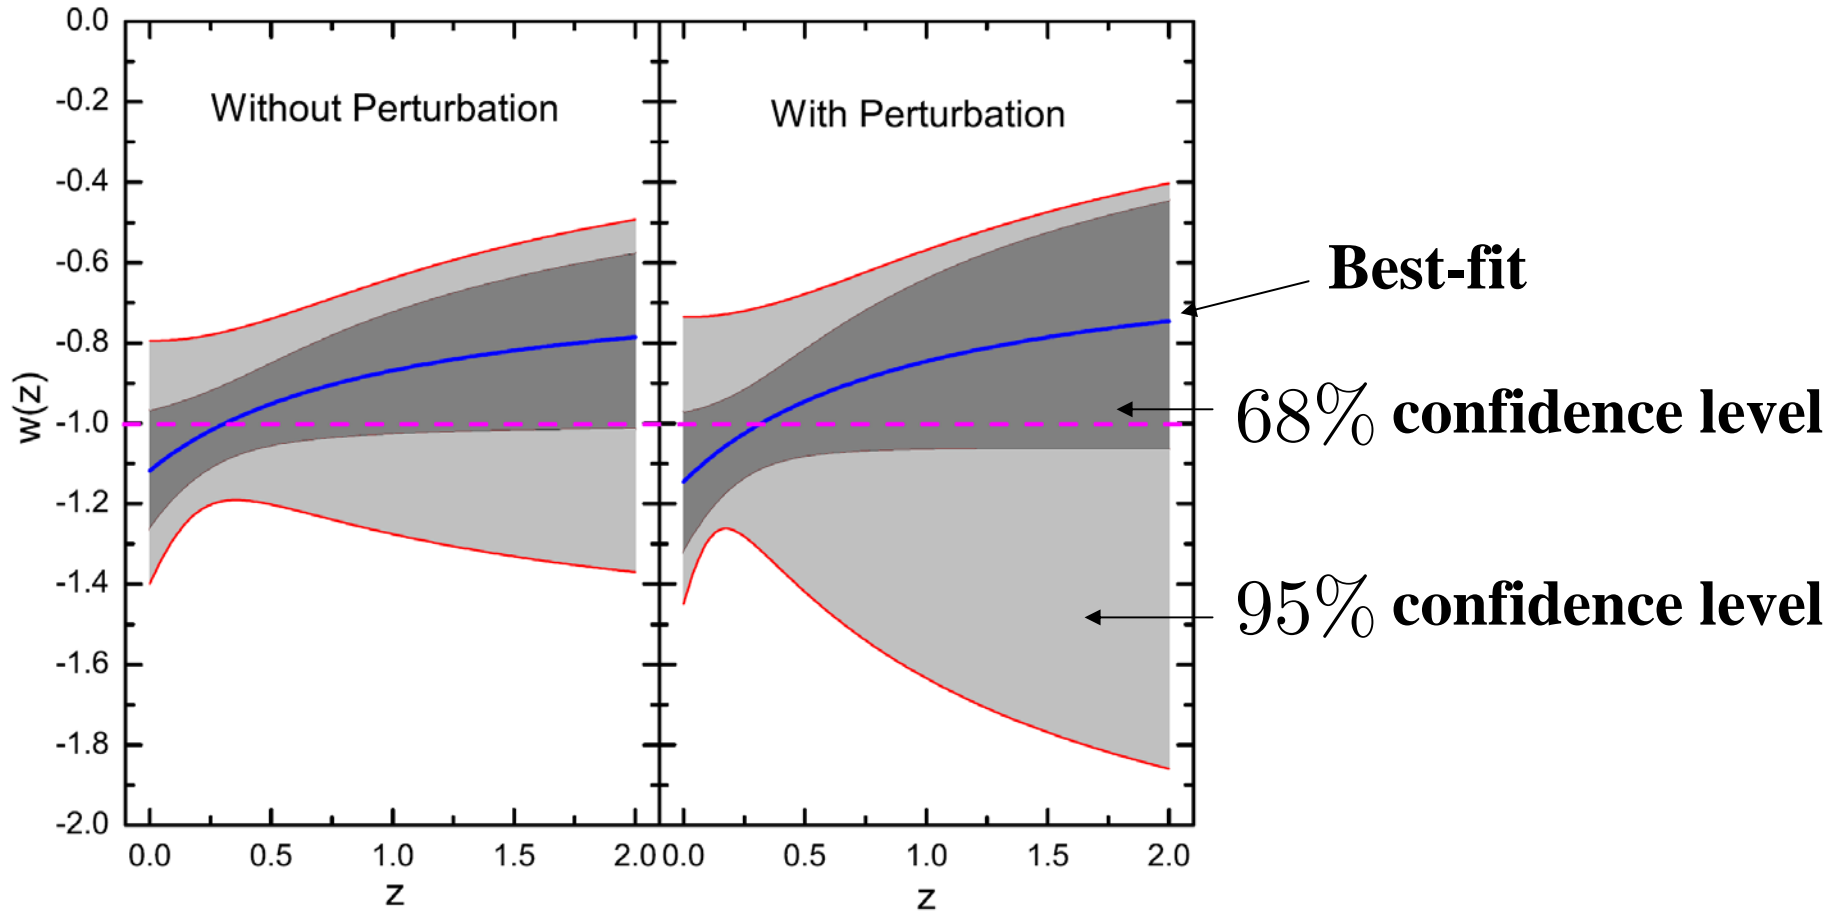 0.0
-0.2
-0.4
-0.6
-0.8
-1.0
-1.2
-1.4
-1.6
-1.8
-2.0
w(z)
Without Perturbation
0.0 0.5 1.0 1.5 2.0
z
With Perturbation
0.0 0.5 1.0 1.5 2.0
z
Best-fit
68% confidence level
95% confidence level